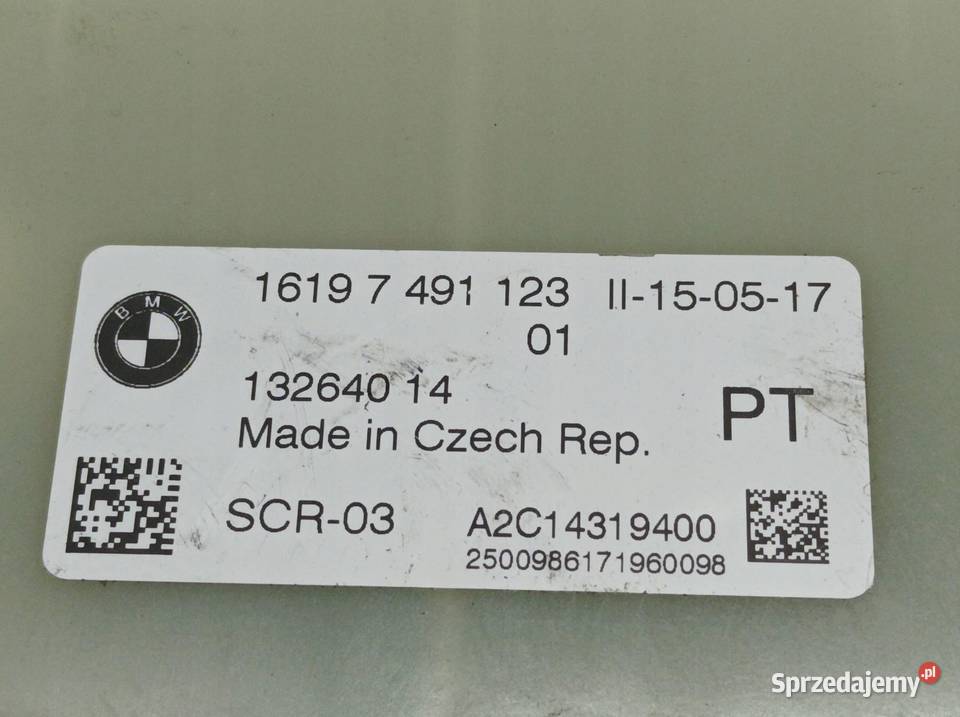 BMW
1619 7 491 123 II-15-05-17
01
132640 14
PT
Made in Czech Rep.
SCR-03
A2C14319400
2500986171960098
Sprzedajemy.pl